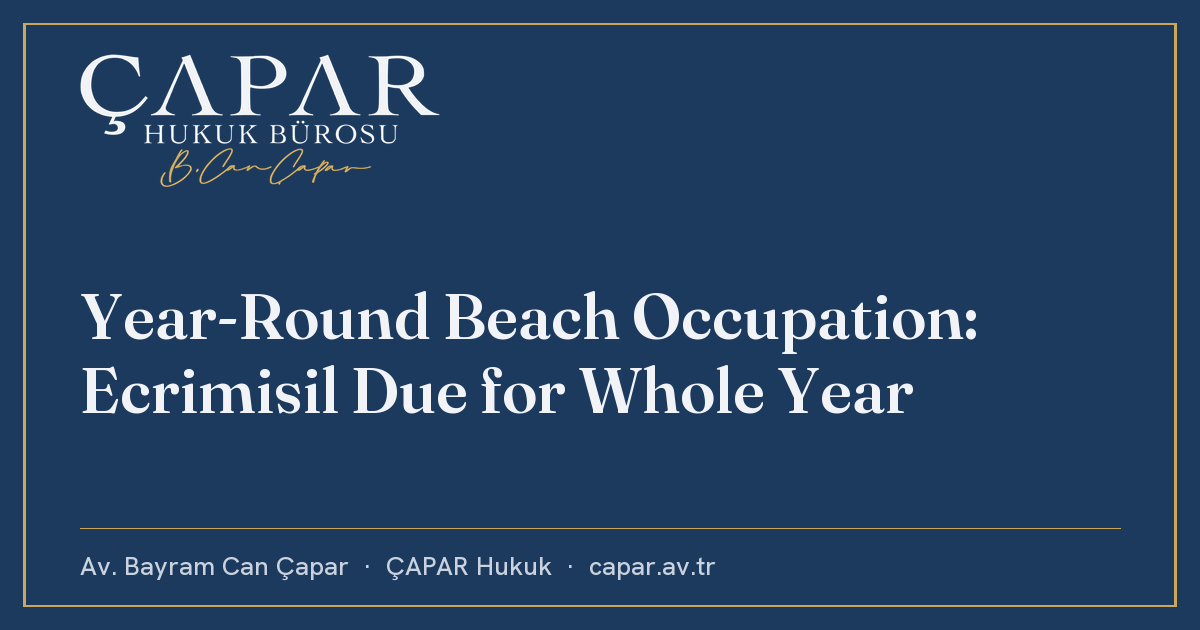 ÇAPAR
HUKUK BÜROSU
B.Can Çapar
Year-Round Beach Occupation:
Ecrimisil Due for Whole Year
Av. Bayram Can Çapar · ÇAPAR Hukuk · capar.av.tr